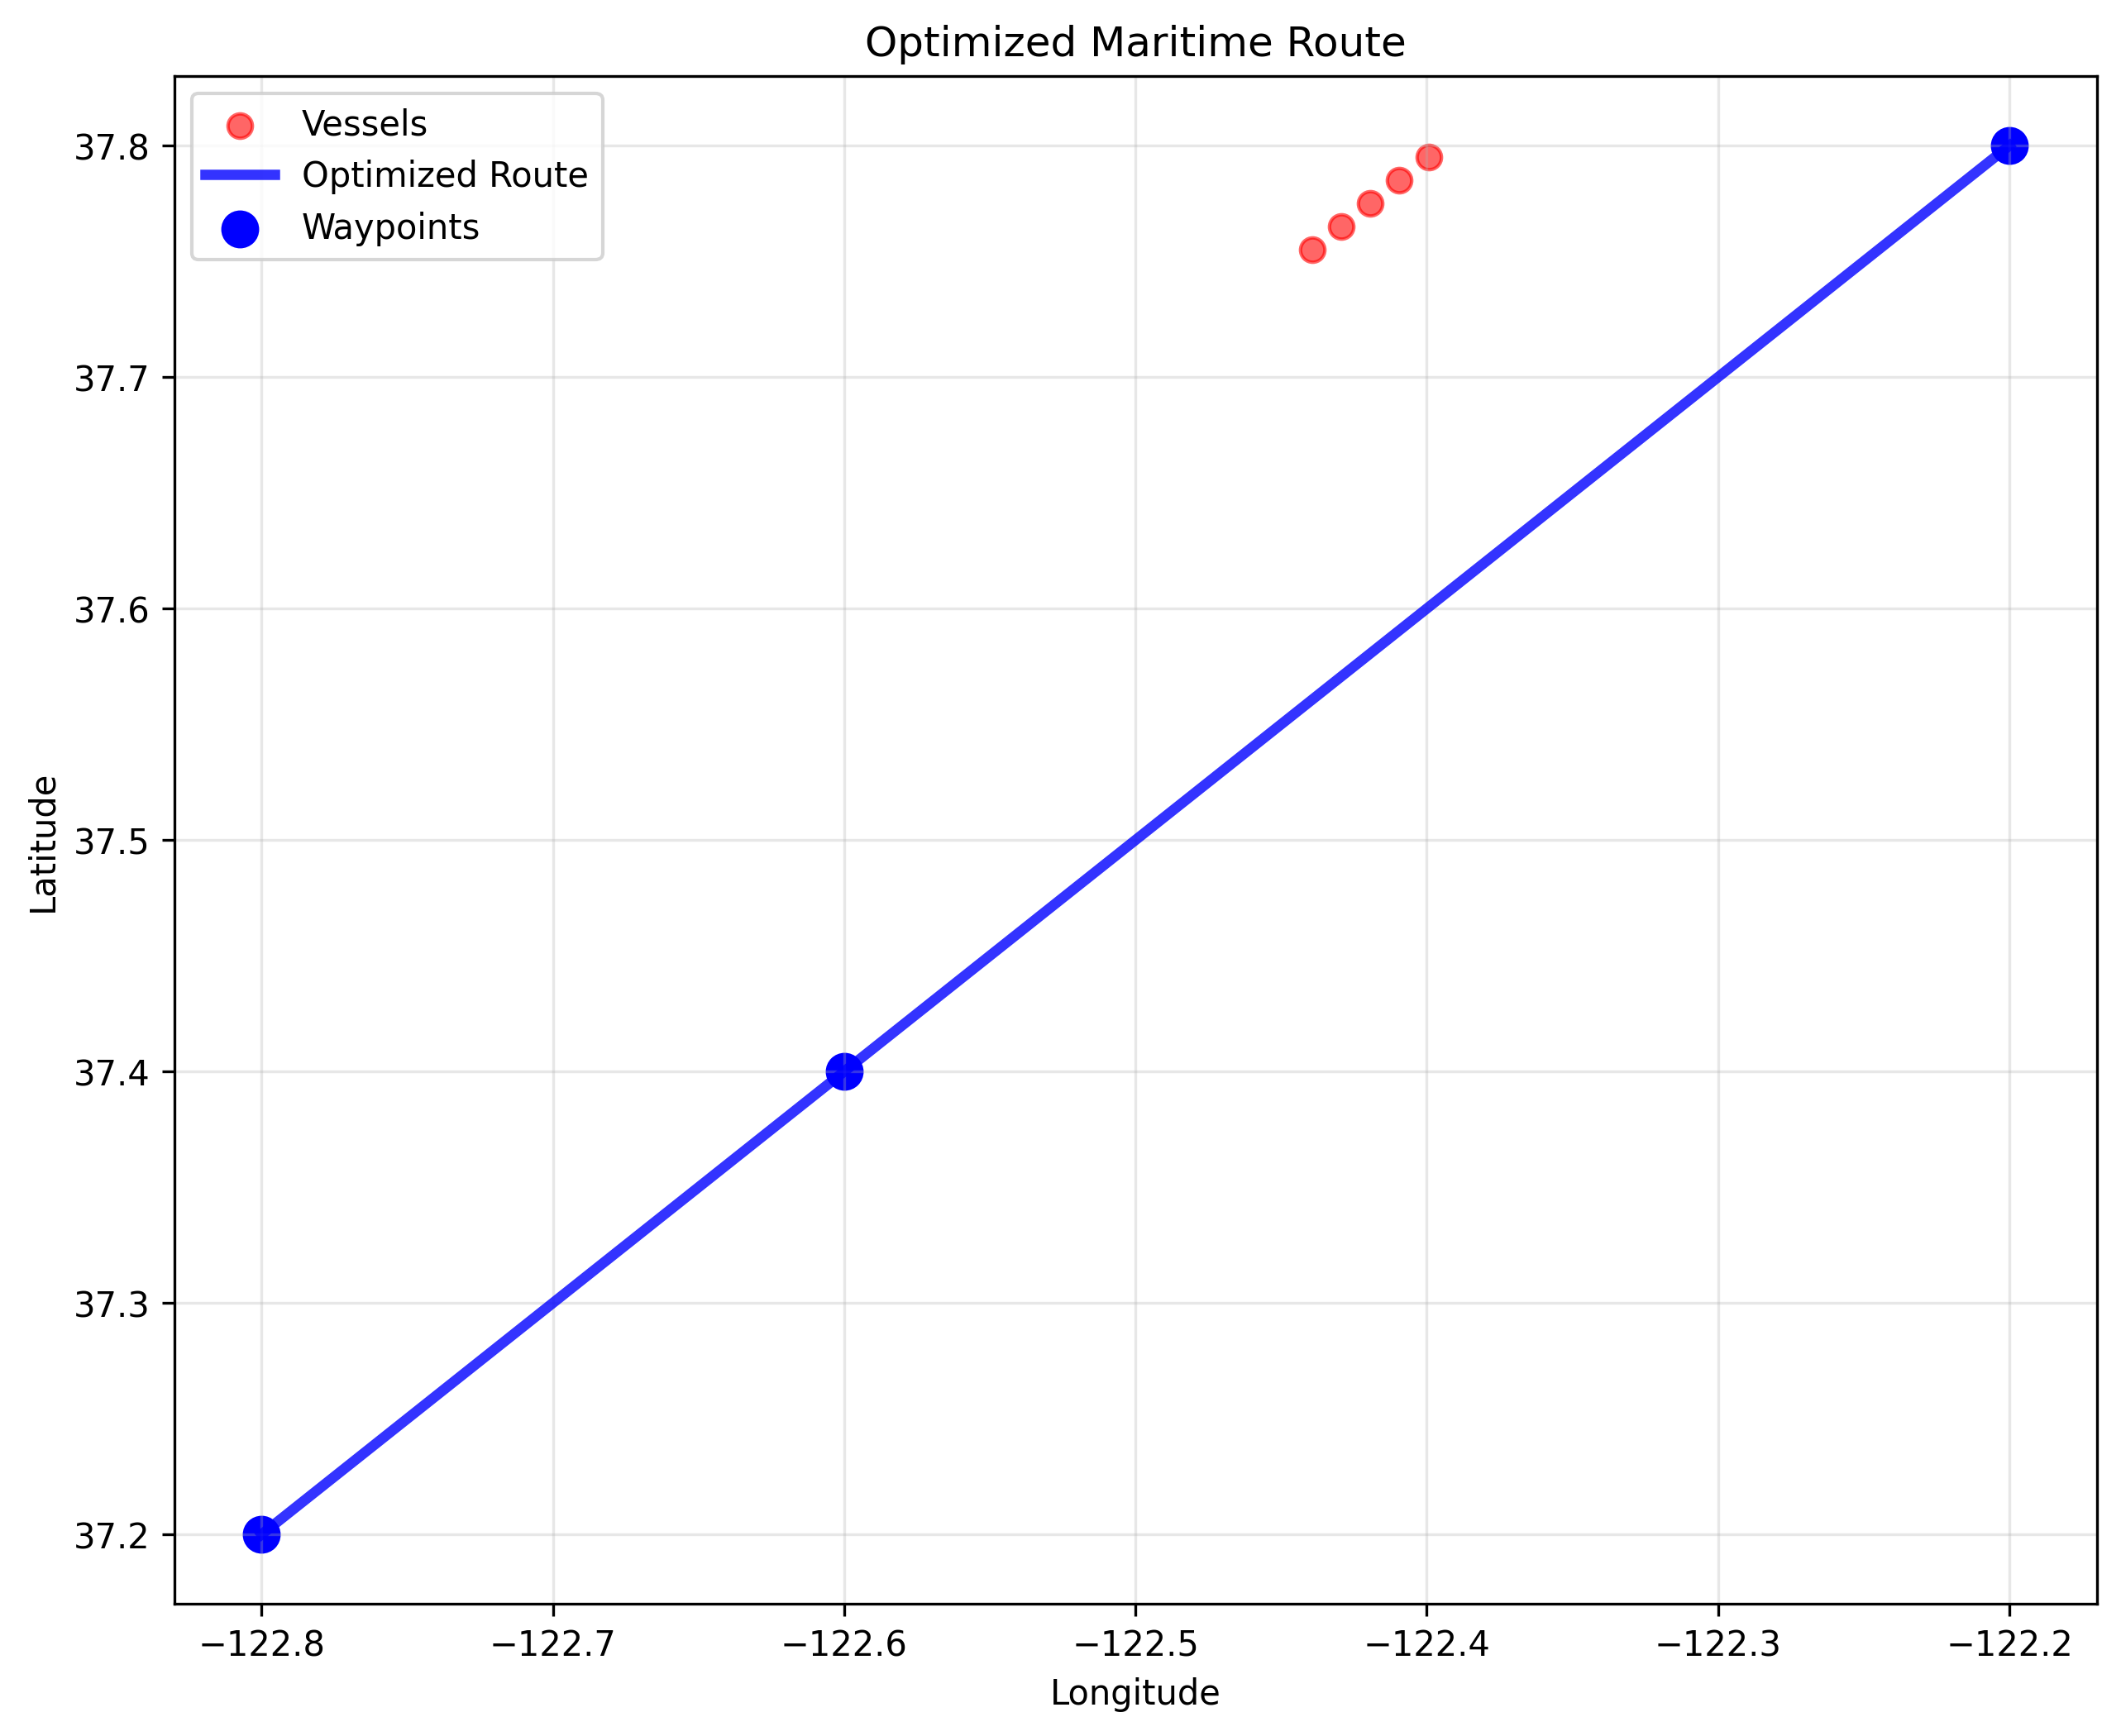 Optimized Maritime Route
Vessels
Optimized Route
Waypoints
37.8
37.7
37.6
37.5
37.4
37.3
37.2
Latitude
−122.8 −122.7 −122.6 −122.5 −122.4 −122.3 −122.2
Longitude